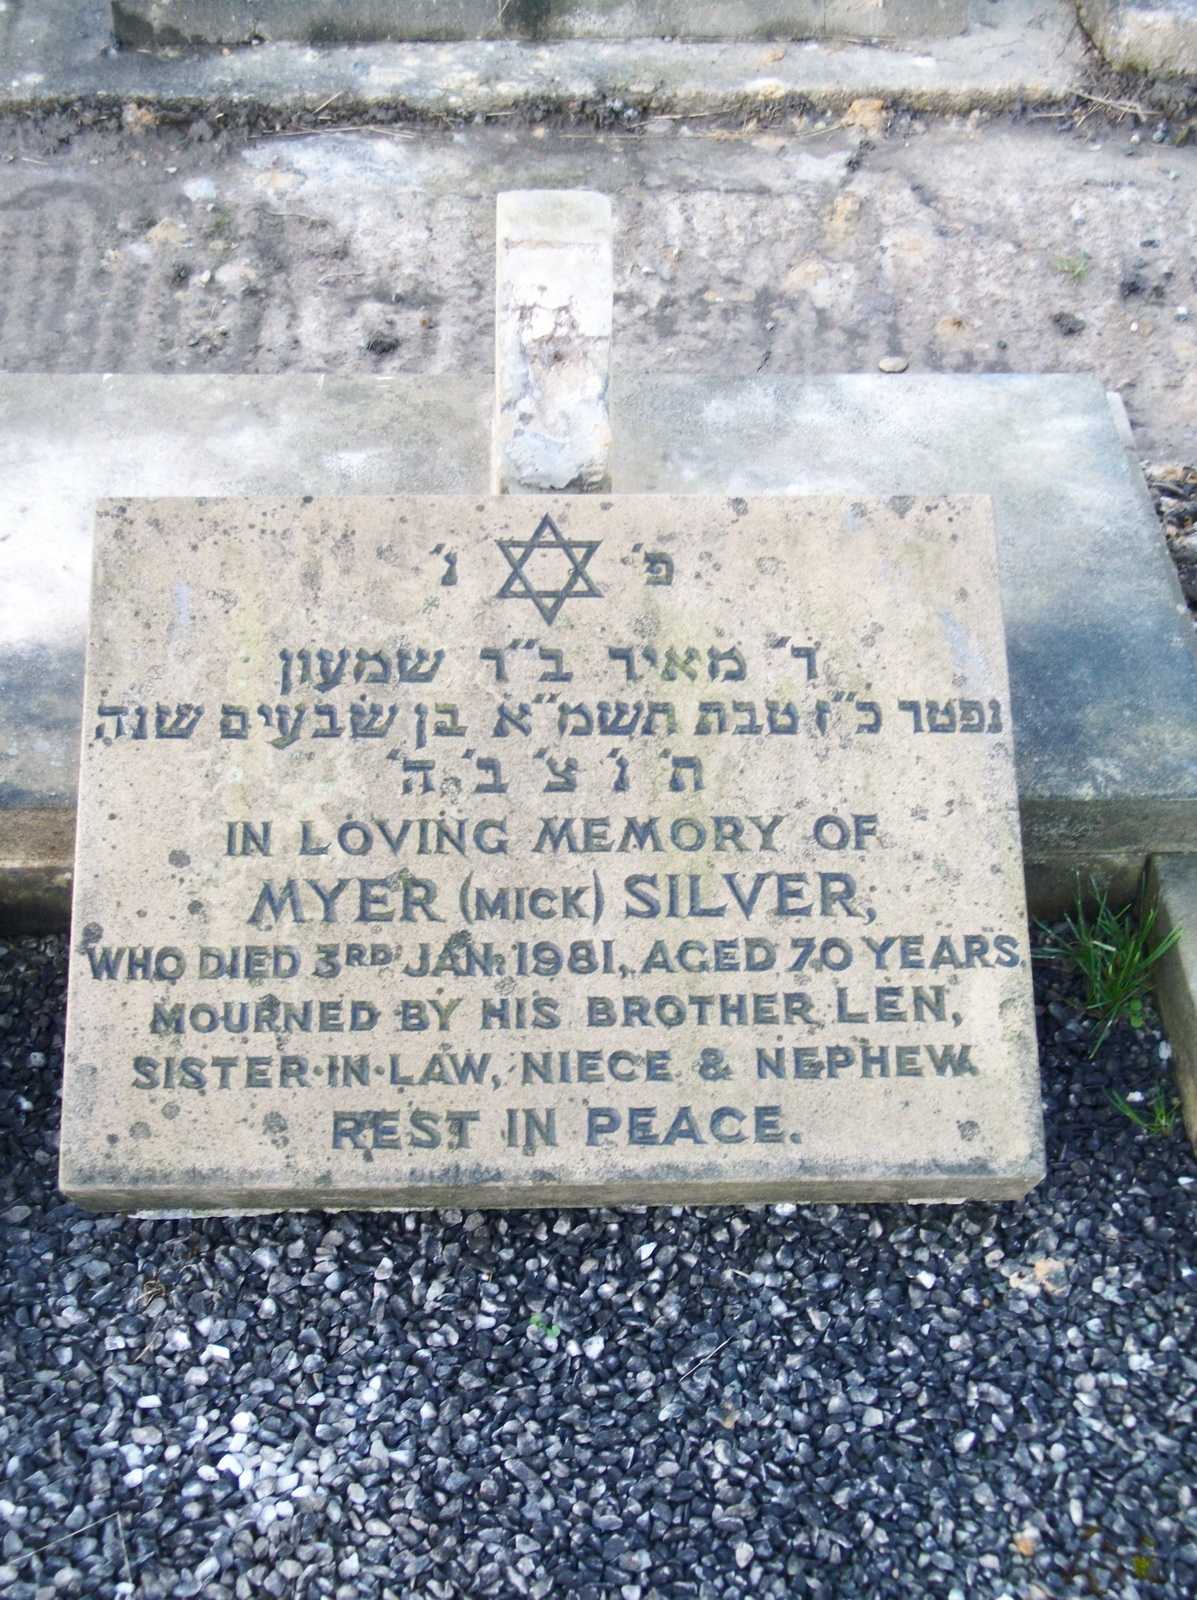 פ׳ נ׳
ר׳ מאיר ב״ר שמעון
נפטר כ״ז טבת תשמ״א בן שבעים שנה
ת׳ נ׳ צ׳ ב׳ ה׳
IN LOVING MEMORY OF
MYER (MICK) SILVER,
WHO DIED 3RD JAN. 1981, AGED 70 YEARS.
MOURNED BY HIS BROTHER LEN,
SISTER·IN·LAW, NIECE & NEPHEW.
REST IN PEACE.